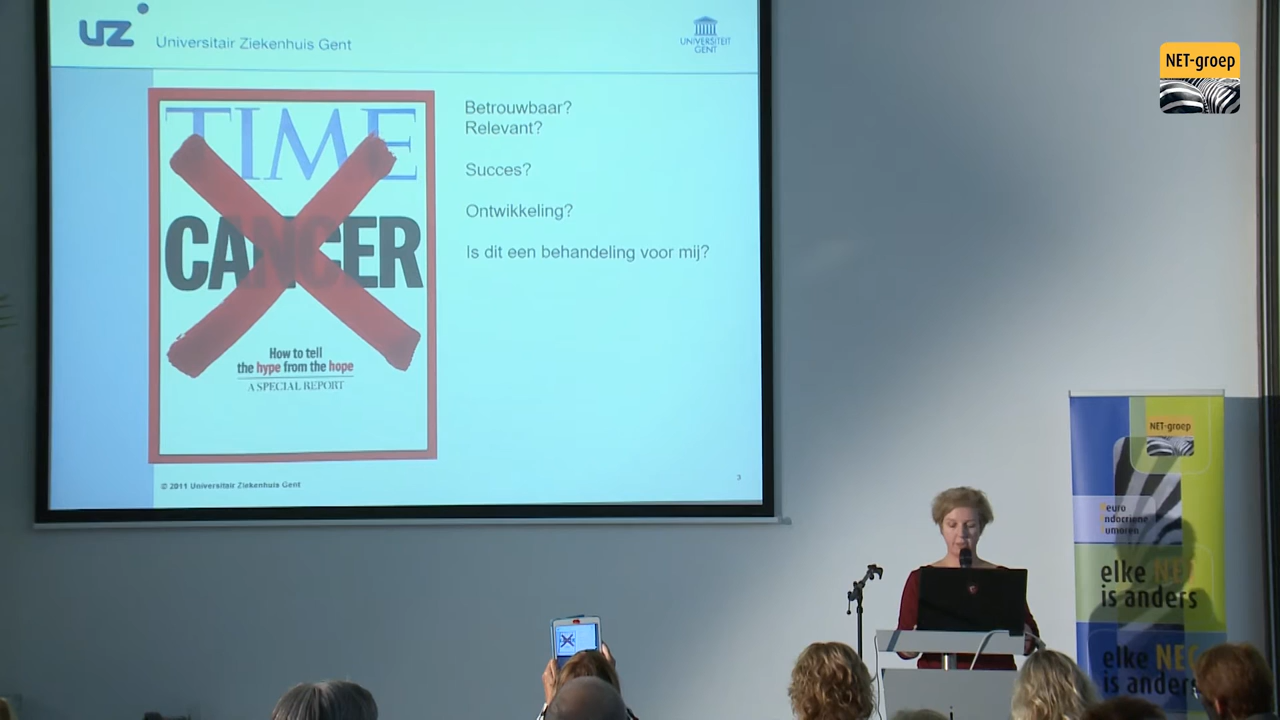 uz
Universitair Ziekenhuis Gent
UNIVERSITEIT
GENT
TIME
CANCER
How to tell
the hype from the hope
A SPECIAL REPORT
Betrouwbaar?
Relevant?
Succes?
Ontwikkeling?
Is dit een behandeling voor mij?
© 2011 Universitair Ziekenhuis Gent
3
NET-groep
NET-groep
euro
ndocriene
umoren
elke NET
is anders
elke NEC
is anders